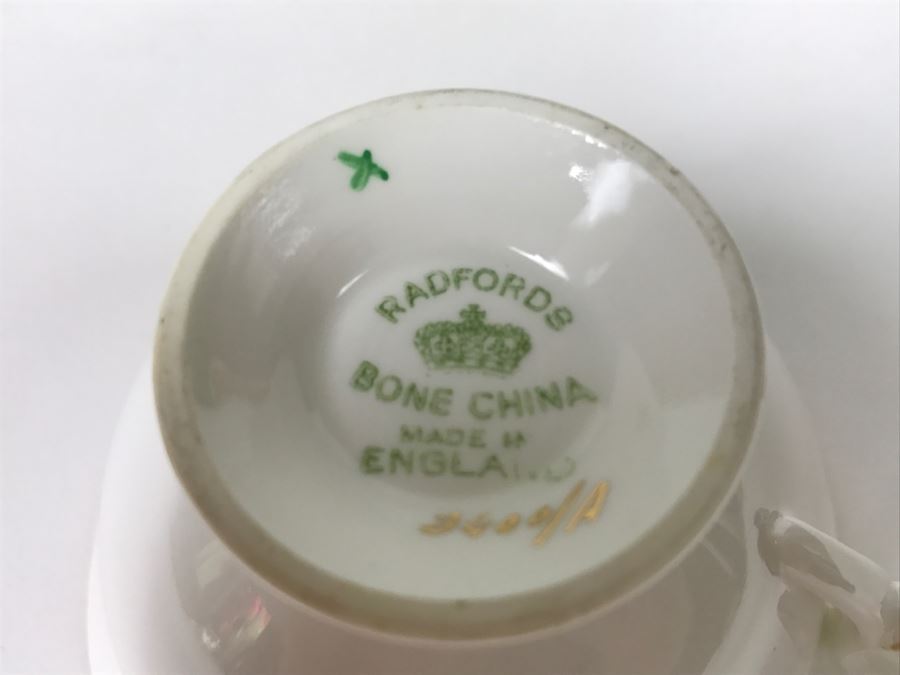 RADFORDS
BONE CHINA
MADE IN
ENGLAND